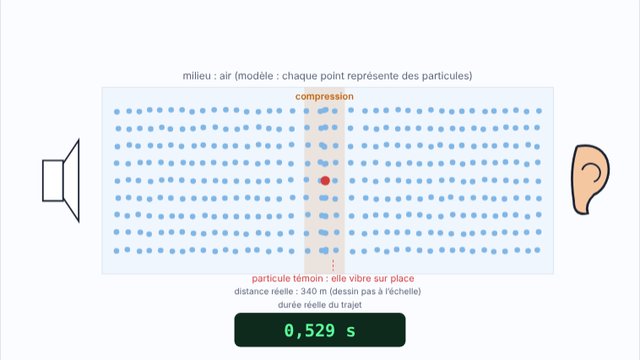 milieu : air (modèle : chaque point représente des particules)
compression
particule témoin : elle vibre sur place
distance réelle : 340 m (dessin pas à l'échelle)
durée réelle du trajet
0,529 s